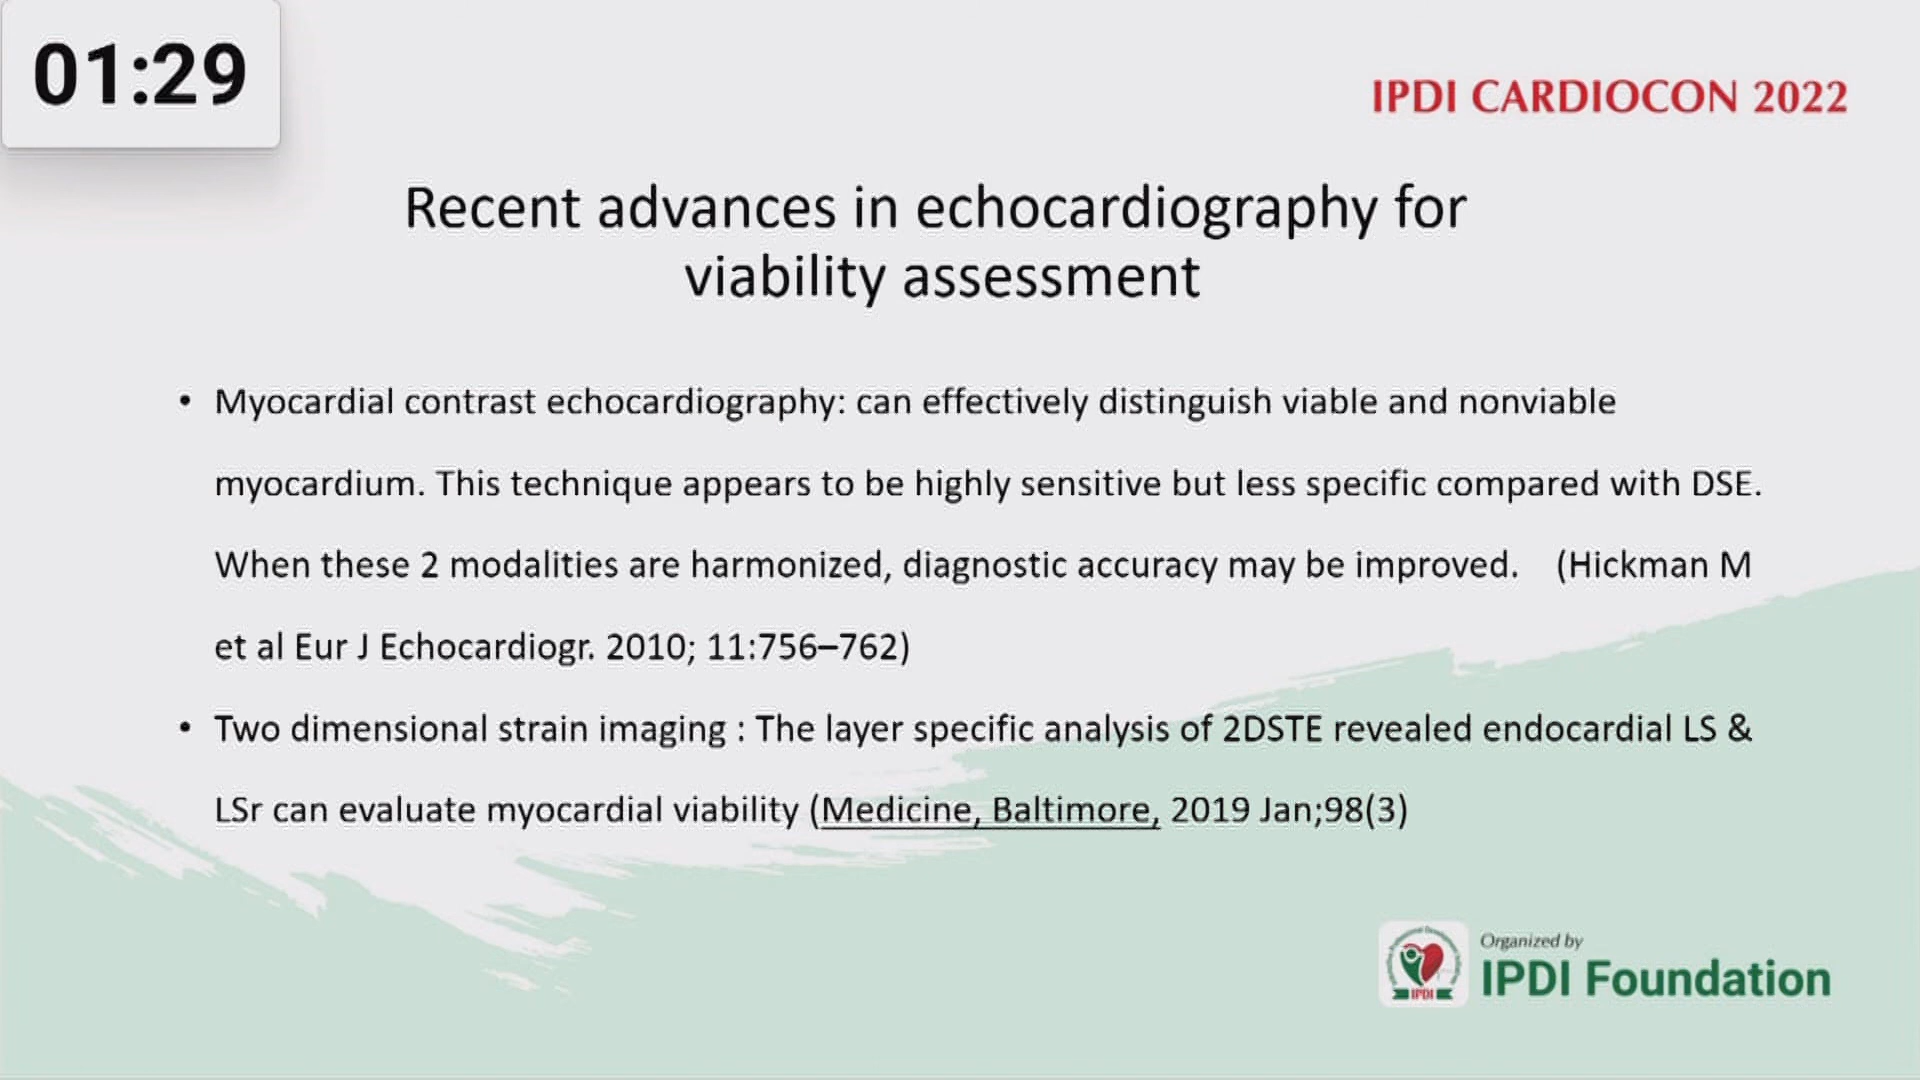 01:29
IPDI CARDIOCON 2022
Recent advances in echocardiography for
viability assessment
• Myocardial contrast echocardiography: can effectively distinguish viable and nonviable
myocardium. This technique appears to be highly sensitive but less specific compared with DSE.
When these 2 modalities are harmonized, diagnostic accuracy may be improved. (Hickman M
et al Eur J Echocardiogr. 2010; 11:756–762)
• Two dimensional strain imaging : The layer specific analysis of 2DSTE revealed endocardial LS &
LSr can evaluate myocardial viability (Medicine, Baltimore, 2019 Jan;98(3)
Organized by
IPDI Foundation
IPDI